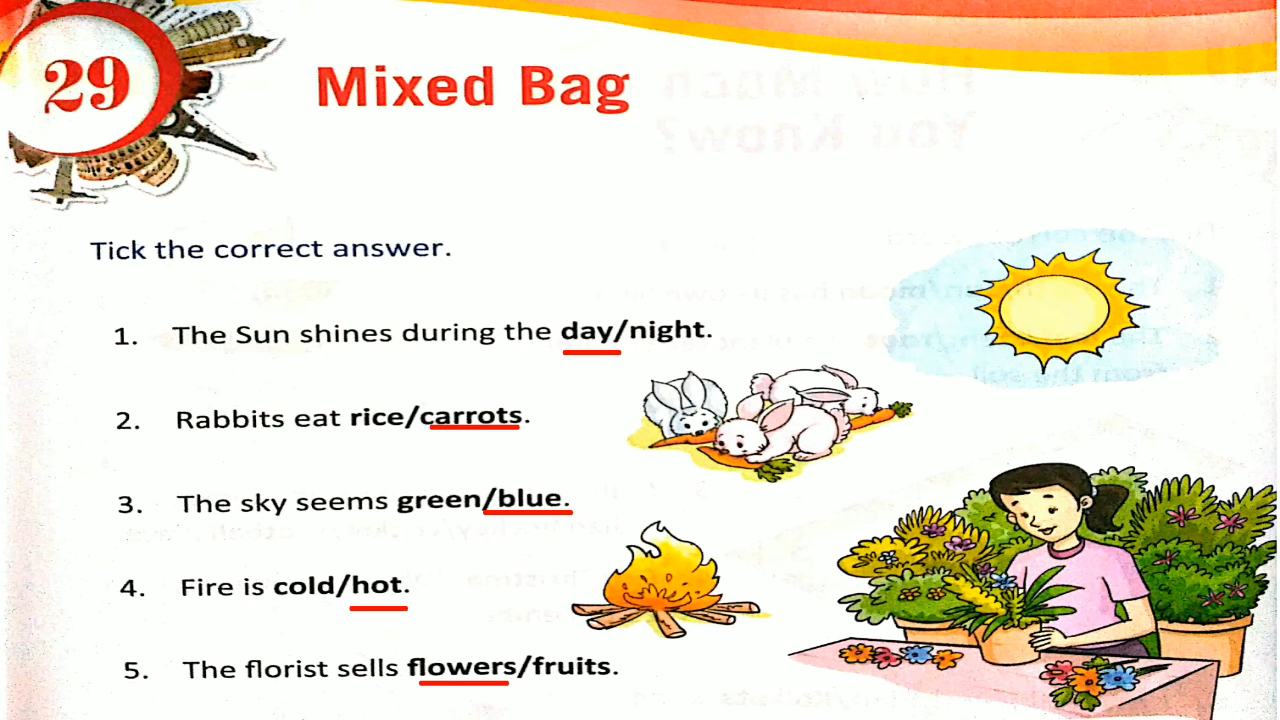 29
Mixed Bag
Tick the correct answer.
1. The Sun shines during the day/night.
2. Rabbits eat rice/carrots.
3. The sky seems green/blue.
4. Fire is cold/hot.
5. The florist sells flowers/fruits.